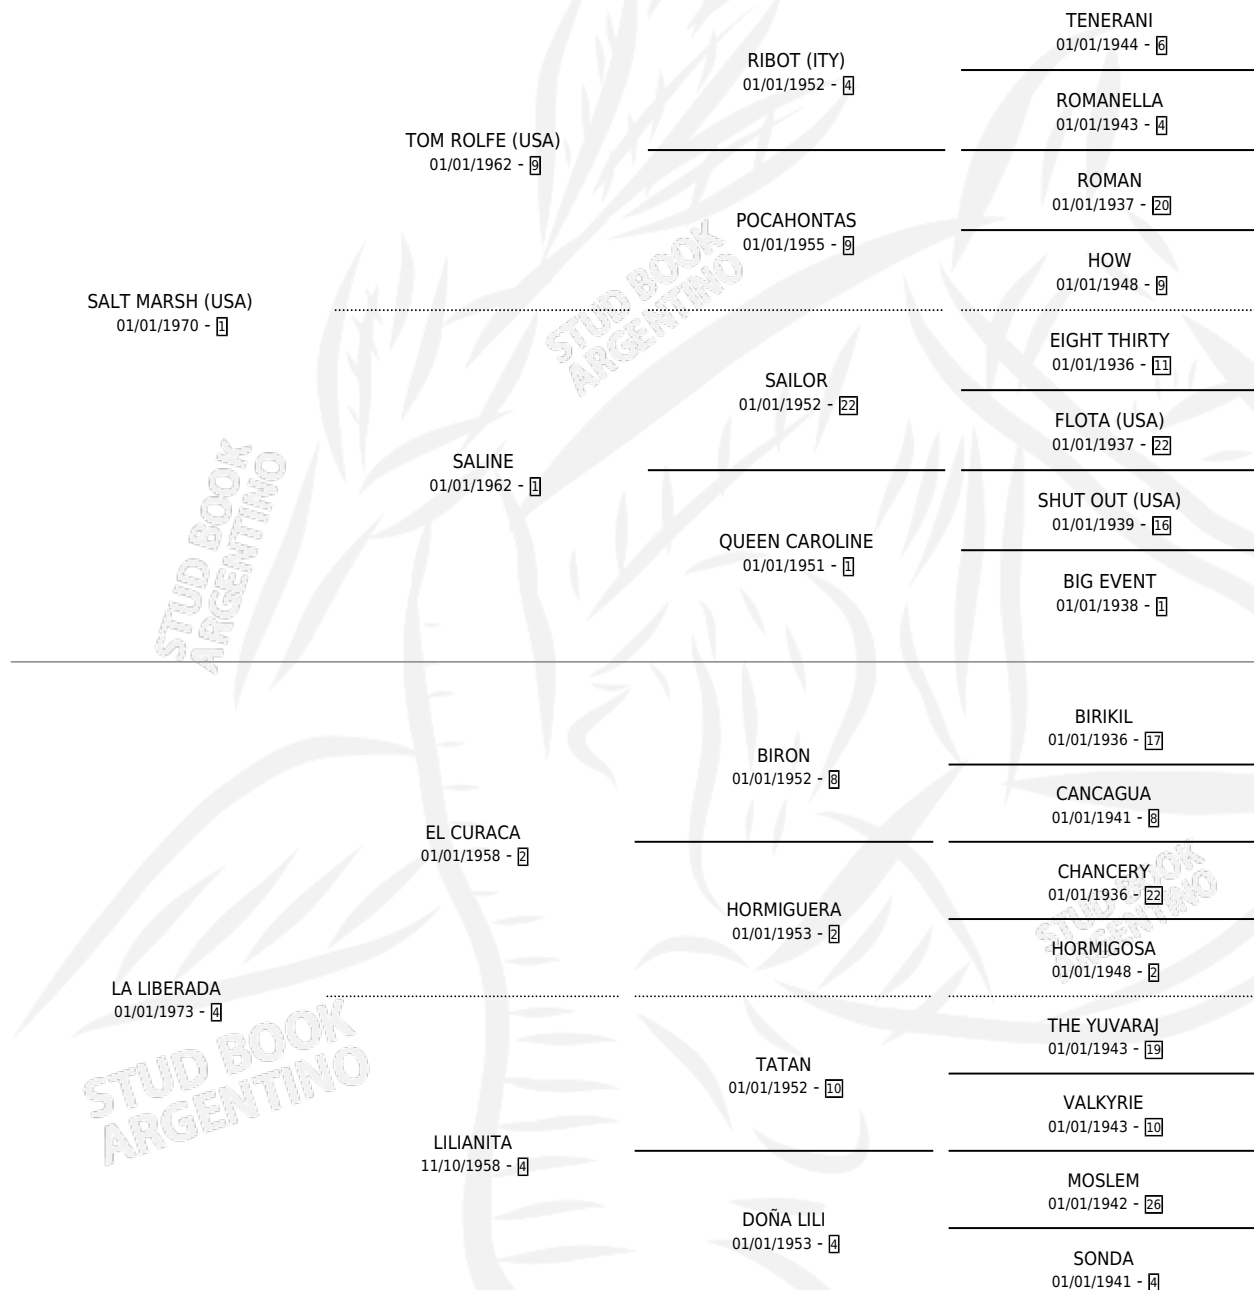 TENERANI
01/01/1944 - 6
RIBOT (ITY)
01/01/1952 - 4
ROMANELLA
01/01/1943 - 4
TOM ROLFE (USA)
01/01/1962 - 9
ROMAN
01/01/1937 - 20
POCAHONTAS
01/01/1955 - 9
HOW
01/01/1948 - 9
SALT MARSH (USA)
01/01/1970 - 1
EIGHT THIRTY
01/01/1936 - 11
SAILOR
01/01/1952 - 22
FLOTA (USA)
01/01/1937 - 22
SALINE
01/01/1962 - 1
SHUT OUT (USA)
01/01/1939 - 16
QUEEN CAROLINE
01/01/1951 - 1
BIG EVENT
01/01/1938 - 1
STUD BOOK
ARGENTINO
STUD BOOK
ARGENTINO
BIRIKIL
01/01/1936 - 17
BIRON
01/01/1952 - 8
CANCAGUA
01/01/1941 - 8
EL CURACA
01/01/1958 - 2
CHANCERY
01/01/1936 - 22
HORMIGUERA
01/01/1953 - 2
HORMIGOSA
01/01/1948 - 2
LA LIBERADA
01/01/1973 - 4
THE YUVARAJ
01/01/1943 - 19
TATAN
01/01/1952 - 10
VALKYRIE
01/01/1943 - 10
LILIANITA
11/10/1958 - 4
MOSLEM
01/01/1942 - 26
DOÑA LILI
01/01/1953 - 4
SONDA
01/01/1941 - 4
STUD BOOK
ARGENTINO
STUD BOOK
ARGENTINO